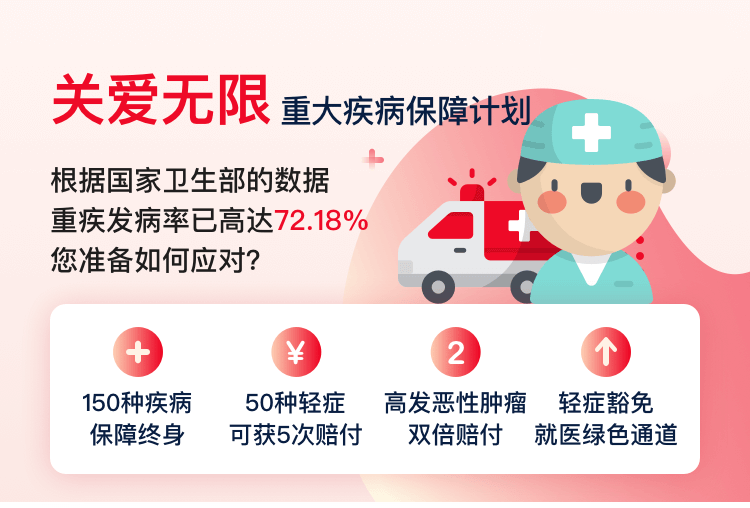 关爱无限 重大疾病保障计划
根据国家卫生部的数据
重疾发病率已高达72.18%
您准备如何应对?
150种疾病
保障终身
¥
50种轻症
可获5次赔付
2
高发恶性肿瘤
双倍赔付
轻症豁免
就医绿色通道